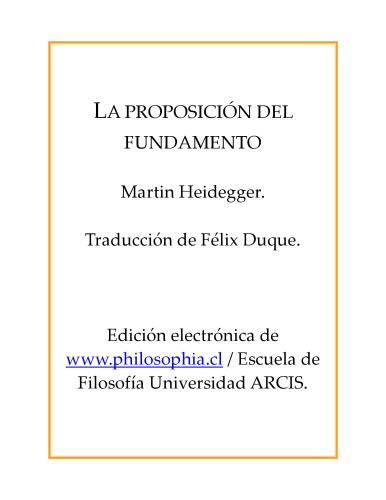 LA PROPOSICIÓN DEL
FUNDAMENTO
Martin Heidegger.
Traducción de Félix Duque.
Edición electrónica de
www.philosophia.cl / Escuela de
Filosofía Universidad ARCIS.